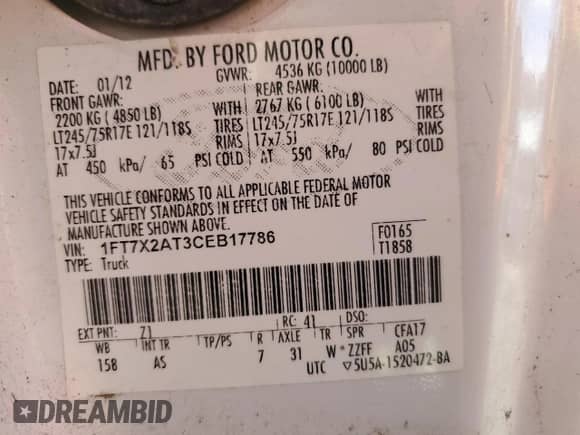 MFD. BY FORD MOTOR CO.
DATE: 01/12 GVWR: 4536 KG (10000 LB)
FRONT GAWR: REAR GAWR:
2200 KG ( 4850 LB) WITH 2767 KG ( 6100 LB) WITH
LT245/75R17E 121/118S TIRES LT245/75R17E 121/118S TIRES
17x7.5J RIMS 17x7.5J RIMS
AT 450 kPa/ 65 PSI COLD AT 550 kPa/ 80 PSI COLD
THIS VEHICLE CONFORMS TO ALL APPLICABLE FEDERAL MOTOR
VEHICLE SAFETY STANDARDS IN EFFECT ON THE DATE OF
MANUFACTURE SHOWN ABOVE.
VIN: 1FT7X2AT3CEB17786 F0165
TYPE: Truck T1858
EXT PNT: Z1 RC: 41 DSO:
WB INT TR TP/PS R AXLE TR SPR CFA17
158 AS 7 31 W* ZZFF A05
UTC ▽5U5A-1520472-BA
DREAMBID